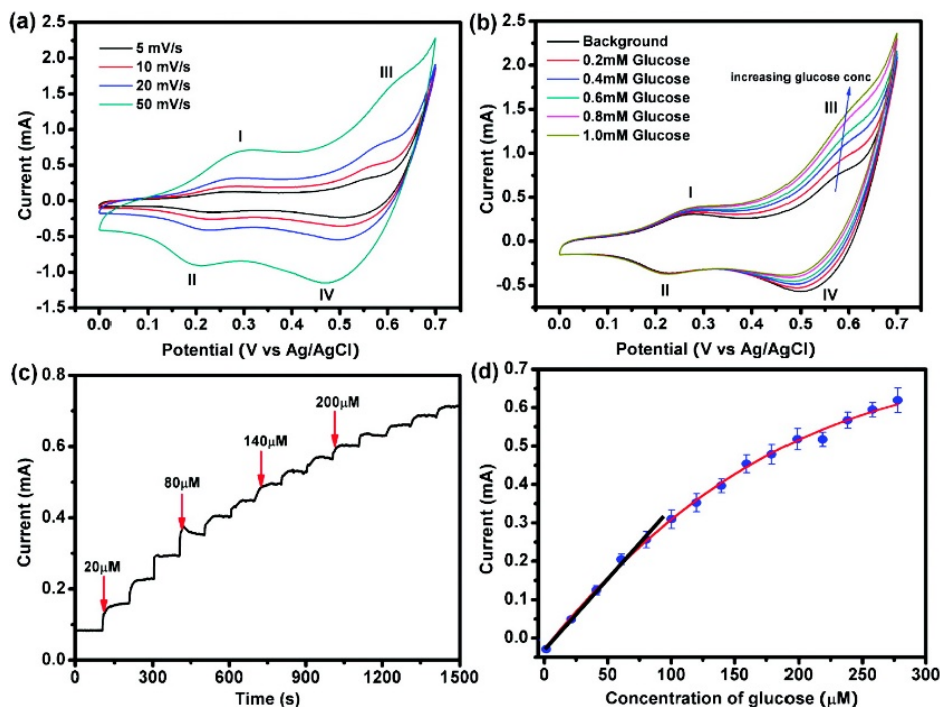 (a)
5 mV/s
10 mV/s
20 mV/s
50 mV/s
I
II
III
IV
2.5
2.0
1.5
1.0
0.5
0.0
-0.5
-1.0
-1.5
Current (mA)
0.0 0.1 0.2 0.3 0.4 0.5 0.6 0.7
Potential (V vs Ag/AgCl)
(b)
Background
0.2mM Glucose
0.4mM Glucose
0.6mM Glucose
0.8mM Glucose
1.0mM Glucose
increasing glucose conc
I
II
III
IV
2.5
2.0
1.5
1.0
0.5
0.0
-0.5
Current (mA)
0.0 0.1 0.2 0.3 0.4 0.5 0.6 0.7
Potential (V vs Ag/AgCl)
(c)
20μM
80μM
140μM
200μM
0.8
0.6
0.4
0.2
0.0
Current (mA)
0 300 600 900 1200 1500
Time (s)
(d)
0.7
0.6
0.5
0.4
0.3
0.2
0.1
0.0
Current (mA)
0 50 100 150 200 250 300
Concentration of glucose (μM)